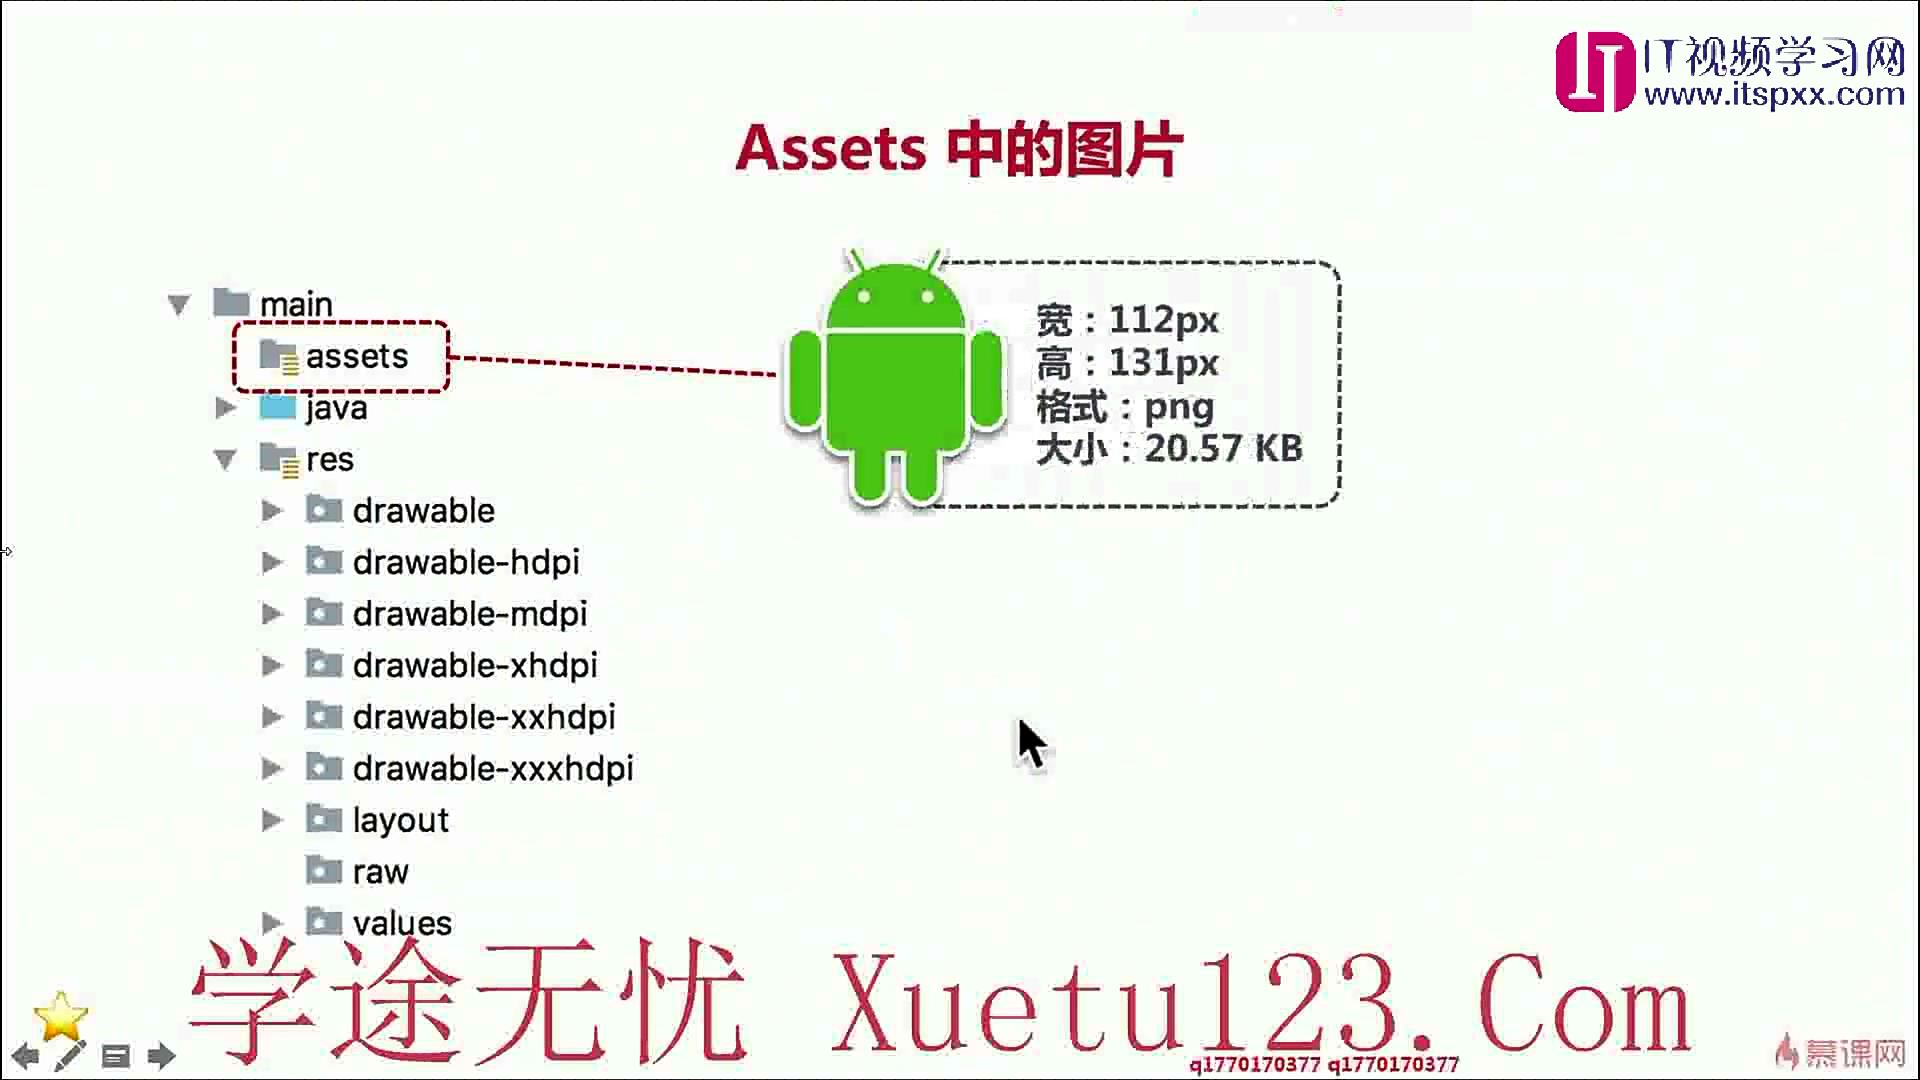 IT视频学习网
www.itspxx.com
Assets 中的图片
main
assets
java
res
drawable
drawable-hdpi
drawable-mdpi
drawable-xhdpi
drawable-xxhdpi
drawable-xxxhdpi
layout
raw
values
宽：112px
高：131px
格式：png
大小：20.57 KB
学途无忧 Xuetu123.Com
q1770170377 q1770170377
慕课网